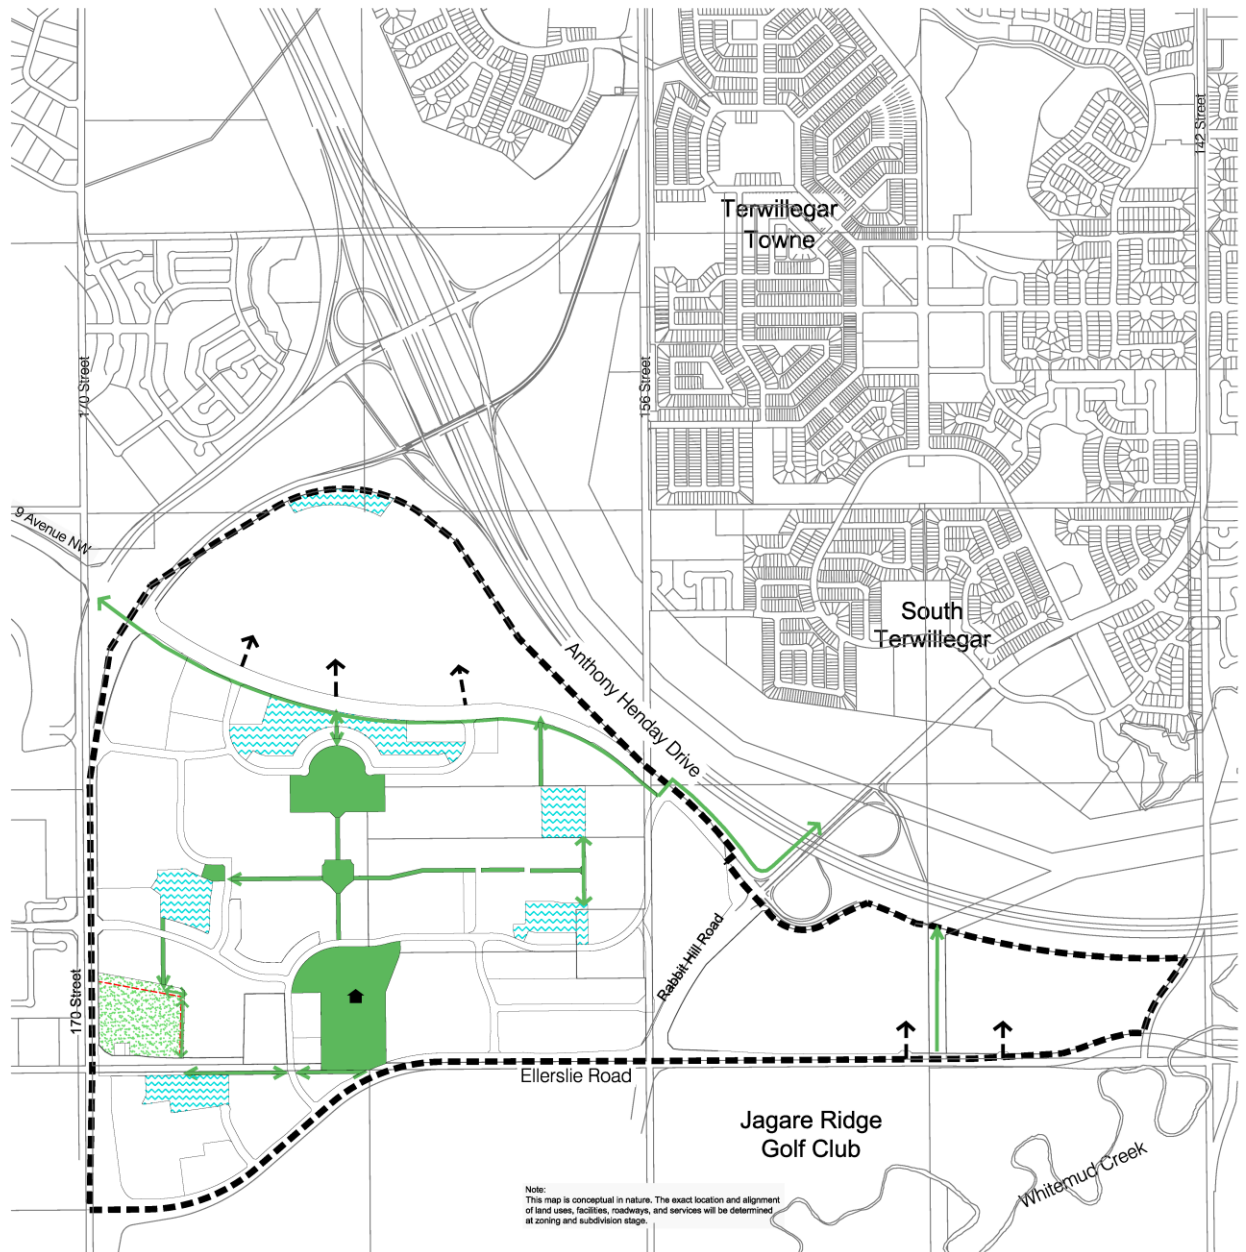 142 Street
Terwillegar
Towne
170 Street
156 Street
9 Avenue NW
South
Terwillegar
Anthony Henday Drive
Rabbit Hill Road
170 Street
Ellerslie Road
Jagare Ridge
Golf Club
Whitemud Creek
Note:
This map is conceptual in nature. The exact location and alignment
of land uses, facilities, roadways, and services will be determined
at zoning and subdivision stage.